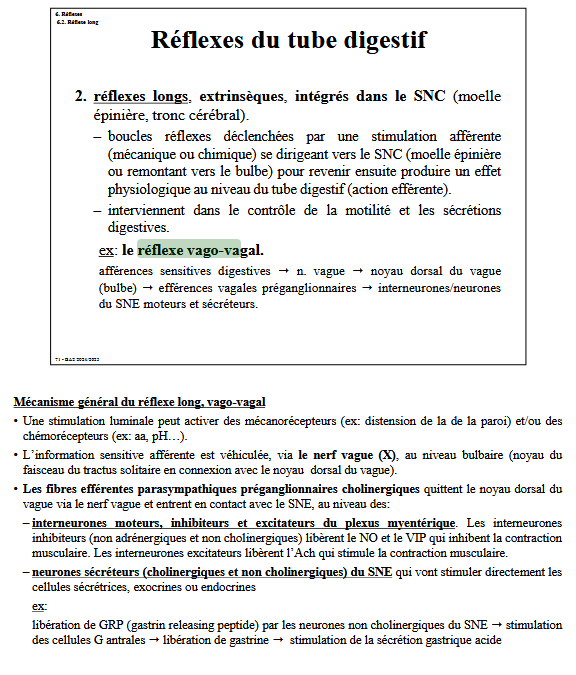 6. Réflexes
6.2. Réflexe long
Réflexes du tube digestif
2. réflexes longs, extrinsèques, intégrés dans le SNC (moelle
épinière, tronc cérébral).
– boucles réflexes déclenchées par une stimulation afférente
(mécanique ou chimique) se dirigeant vers le SNC (moelle épinière
ou remontant vers le bulbe) pour revenir ensuite produire un effet
physiologique au niveau du tube digestif (action efférente).
– interviennent dans le contrôle de la motilité et les sécrétions
digestives.
ex: le réflexe vago-vagal.
afférences sensitives digestives → n. vague → noyau dorsal du vague
(bulbe) → efférences vagales préganglionnaires → interneurones/neurones
du SNE moteurs et sécréteurs.
Mécanisme général du réflexe long, vago-vagal
• Une stimulation luminale peut activer des mécanorécepteurs (ex: distension de la de la paroi) et/ou des
chémorécepteurs (ex: aa, pH…).
• L’information sensitive afférente est véhiculée, via le nerf vague (X), au niveau bulbaire (noyau du
faisceau du tractus solitaire en connexion avec le noyau dorsal du vague).
• Les fibres efférentes parasympathiques préganglionnaires cholinergiques quittent le noyau dorsal du
vague via le nerf vague et entrent en contact avec le SNE, au niveau des:
– interneurones moteurs, inhibiteurs et excitateurs du plexus myentérique. Les interneurones
inhibiteurs (non adrénergiques et non cholinergiques) libèrent le NO et le VIP qui inhibent la contraction
musculaire. Les interneurones excitateurs libèrent l’Ach qui stimule la contraction musculaire.
– neurones sécréteurs (cholinergiques et non cholinergiques) du SNE qui vont stimuler directement les
cellules sécrétrices, exocrines ou endocrines
ex:
libération de GRP (gastrin releasing peptide) par les neurones non cholinergiques du SNE → stimulation
des cellules G antrales → libération de gastrine → stimulation de la sécrétion gastrique acide